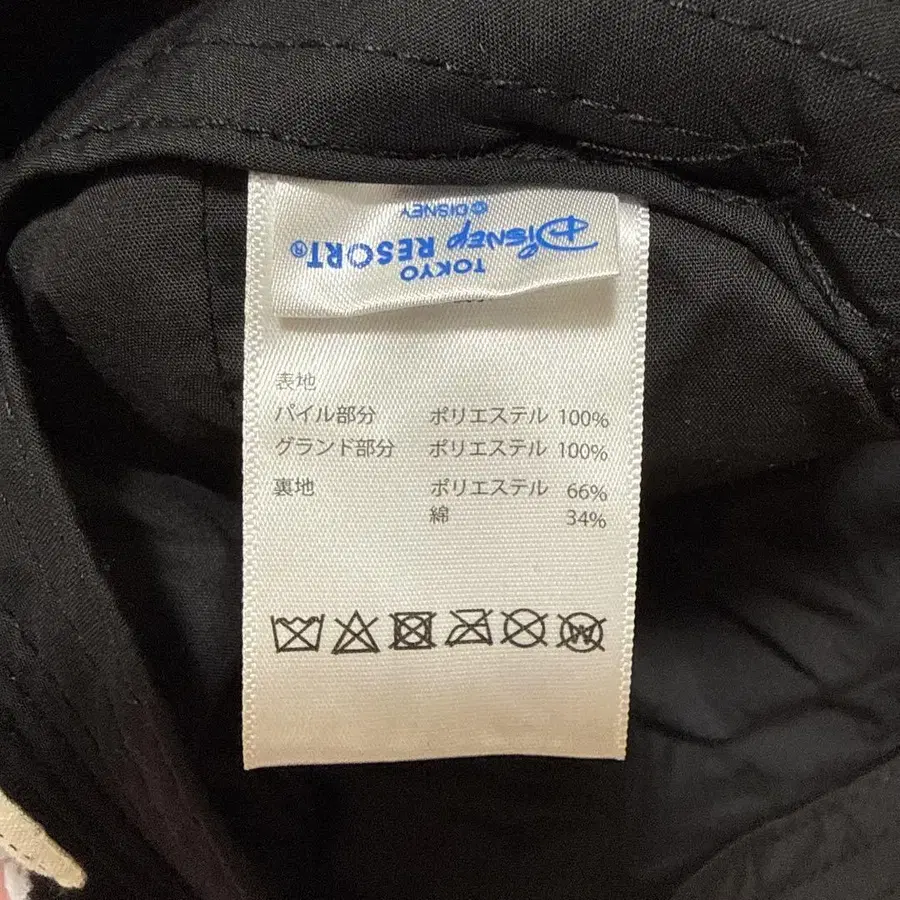 TOKYO
Disney RESORT®
© DISNEY
表地
パイル部分 ポリエステル 100%
グランド部分 ポリエステル 100%
裏地 ポリエステル 66%
綿 34%
W